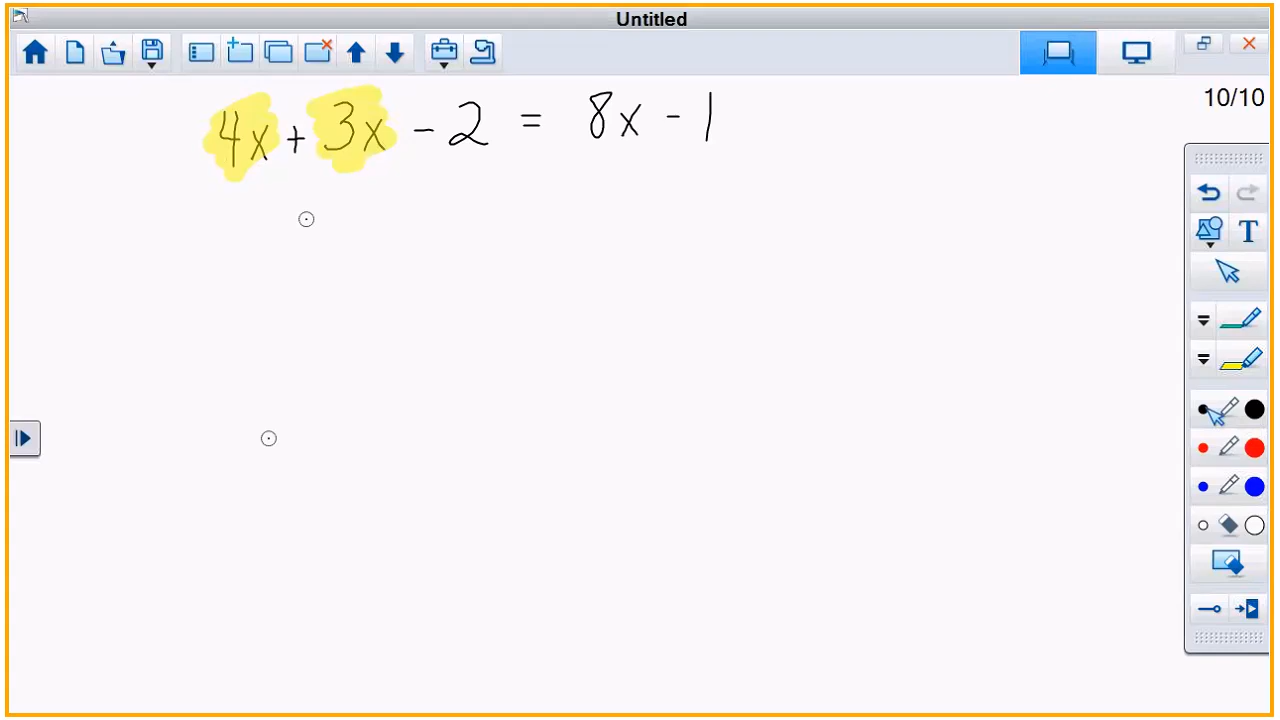 Untitled
10/10
4x + 3x - 2 = 8x - 1
T